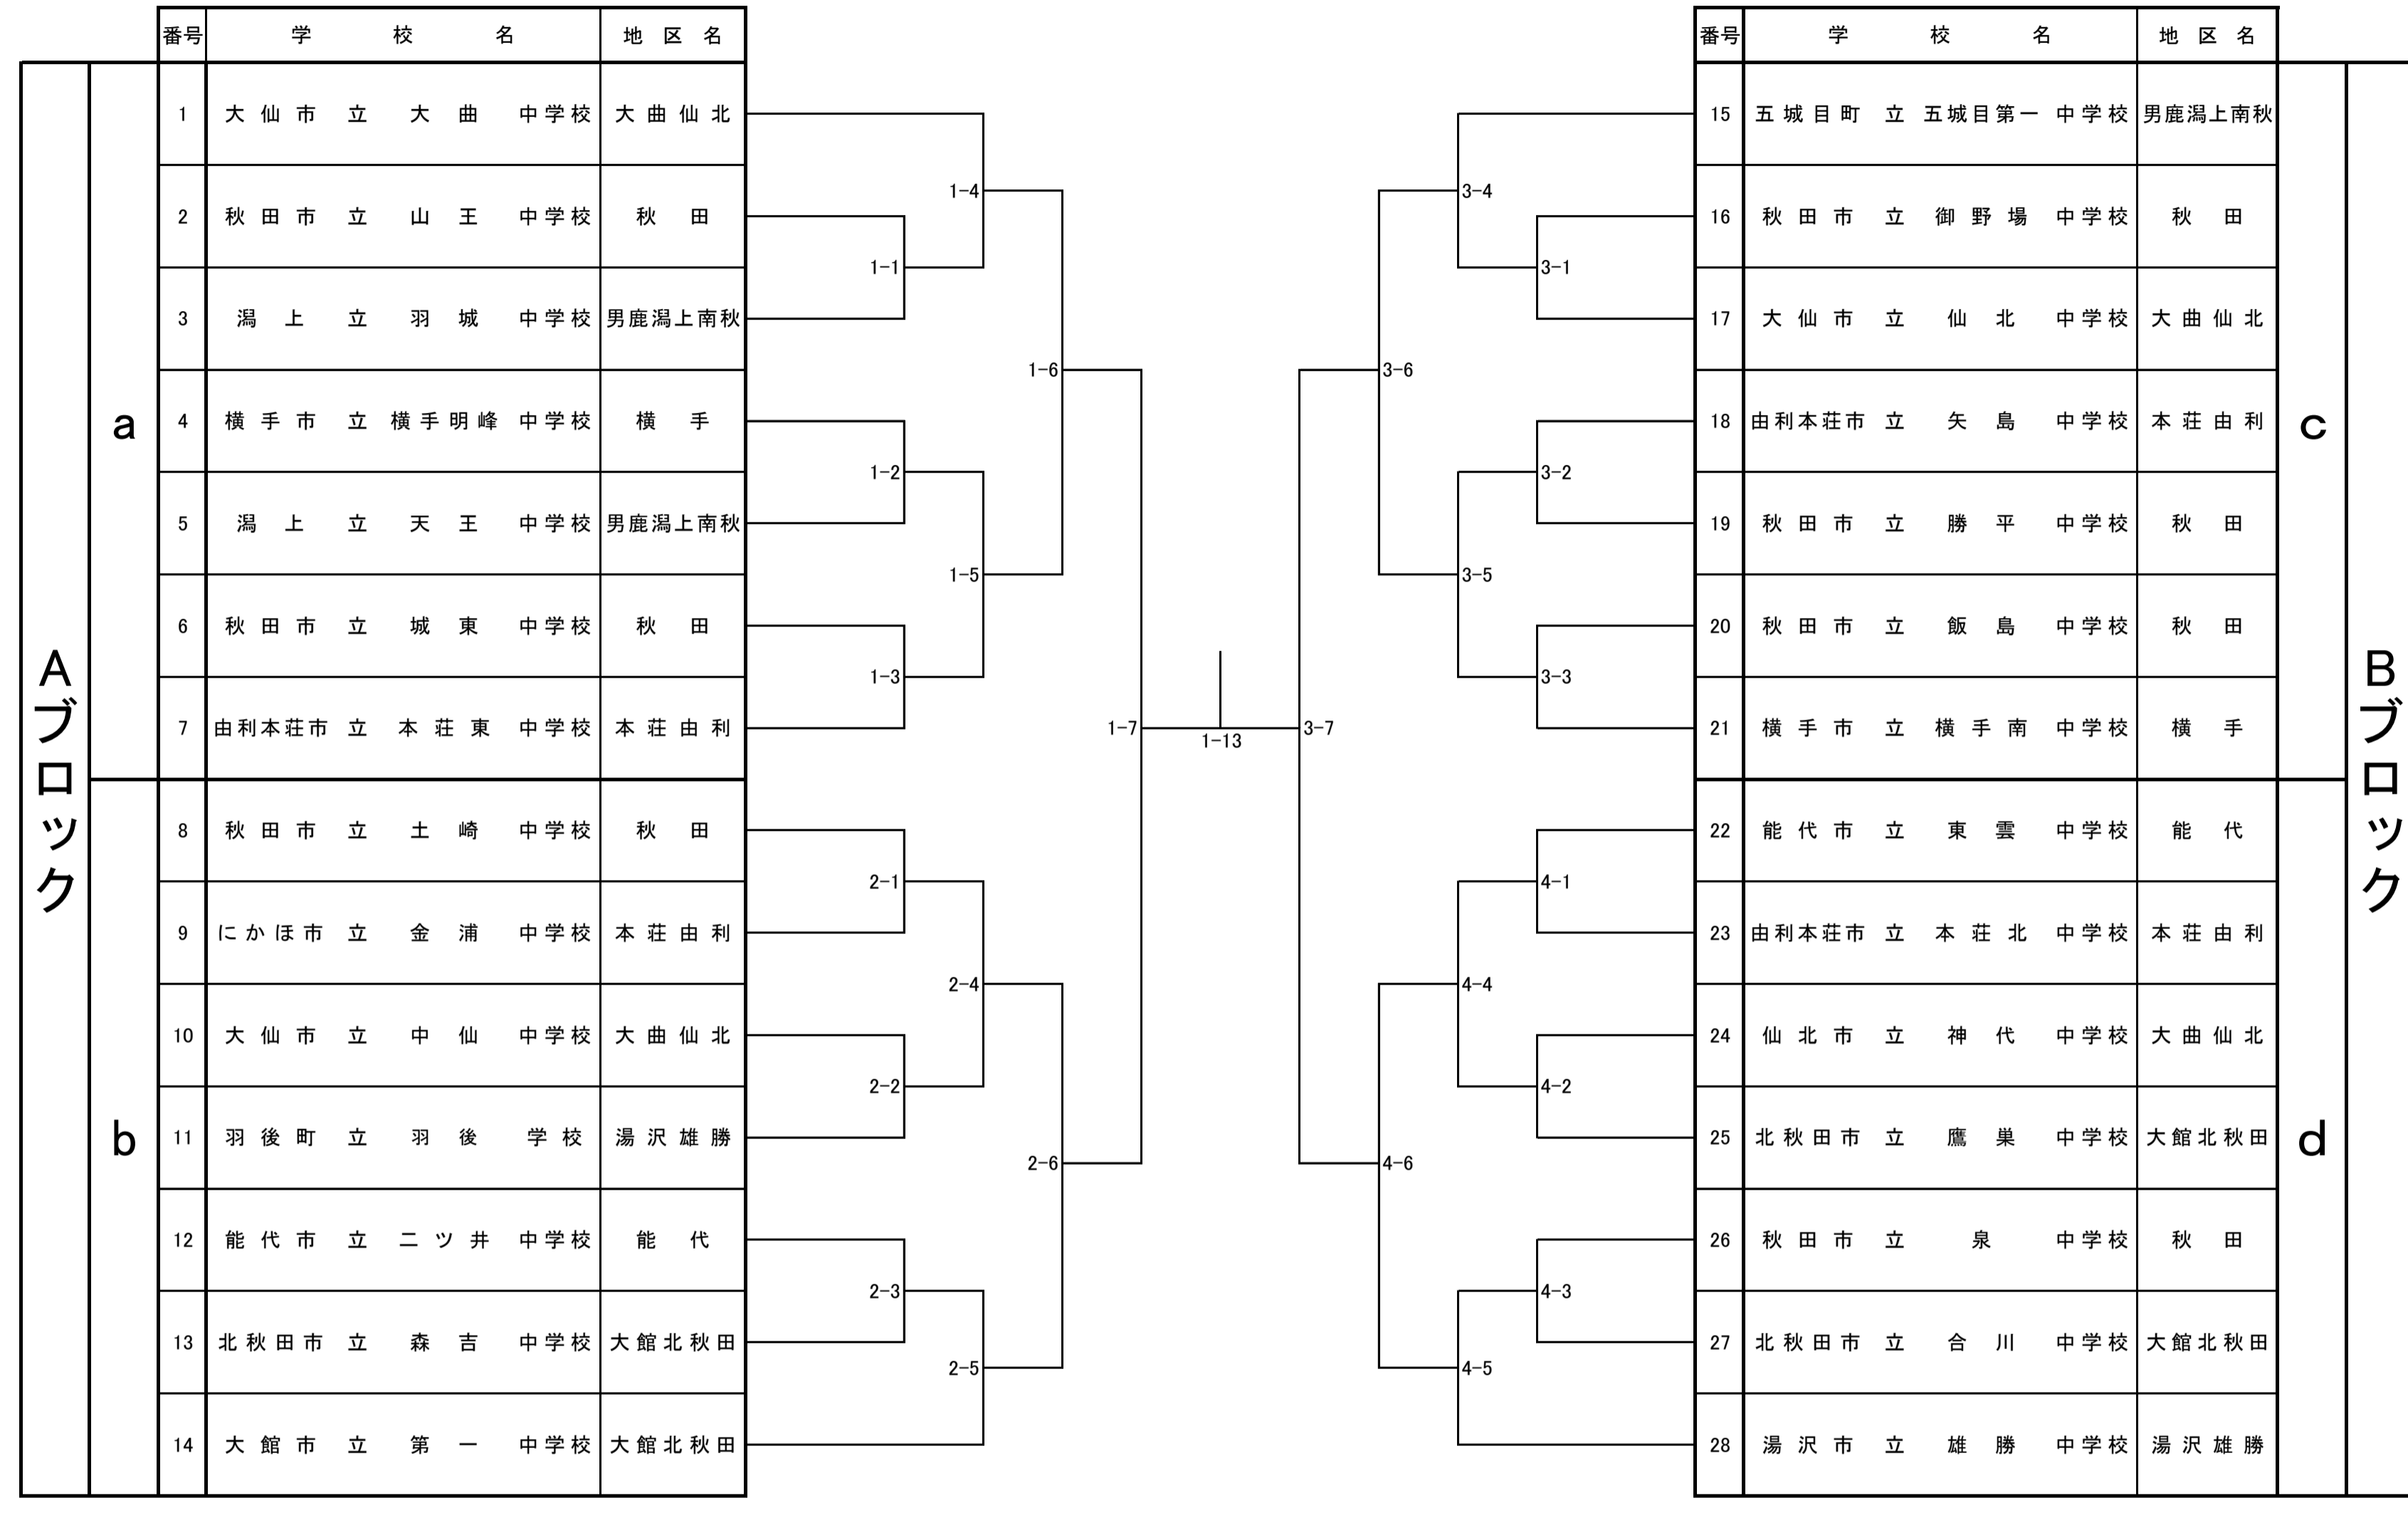 番号 学校名 地区名
Aブロック
a
1 大仙市 立 大曲 中学校 大曲仙北
2 秋田市 立 山王 中学校 秋田
3 潟上 立 羽城 中学校 男鹿潟上南秋
4 横手市 立 横手明峰 中学校 横手
5 潟上 立 天王 中学校 男鹿潟上南秋
6 秋田市 立 城東 中学校 秋田
7 由利本荘市 立 本荘東 中学校 本荘由利
b
8 秋田市 立 土崎 中学校 秋田
9 にかほ市 立 金浦 中学校 本荘由利
10 大仙市 立 中仙 中学校 大曲仙北
11 羽後町 立 羽後 学校 湯沢雄勝
12 能代市 立 二ツ井 中学校 能代
13 北秋田市 立 森吉 中学校 大館北秋田
14 大館市 立 第一 中学校 大館北秋田
1-4
1-1
1-6
1-2
1-5
1-3
1-7
2-1
2-4
2-2
2-6
2-3
2-5
1-13
3-4
3-1
3-6
3-2
3-5
3-3
3-7
4-1
4-4
4-2
4-6
4-3
4-5
番号 学校名 地区名
15 五城目町 立 五城目第一 中学校 男鹿潟上南秋
16 秋田市 立 御野場 中学校 秋田
17 大仙市 立 仙北 中学校 大曲仙北
18 由利本荘市 立 矢島 中学校 本荘由利
19 秋田市 立 勝平 中学校 秋田
20 秋田市 立 飯島 中学校 秋田
21 横手市 立 横手南 中学校 横手
c
22 能代市 立 東雲 中学校 能代
23 由利本荘市 立 本荘北 中学校 本荘由利
24 仙北市 立 神代 中学校 大曲仙北
25 北秋田市 立 鷹巣 中学校 大館北秋田
26 秋田市 立 泉 中学校 秋田
27 北秋田市 立 合川 中学校 大館北秋田
28 湯沢市 立 雄勝 中学校 湯沢雄勝
d
Bブロック